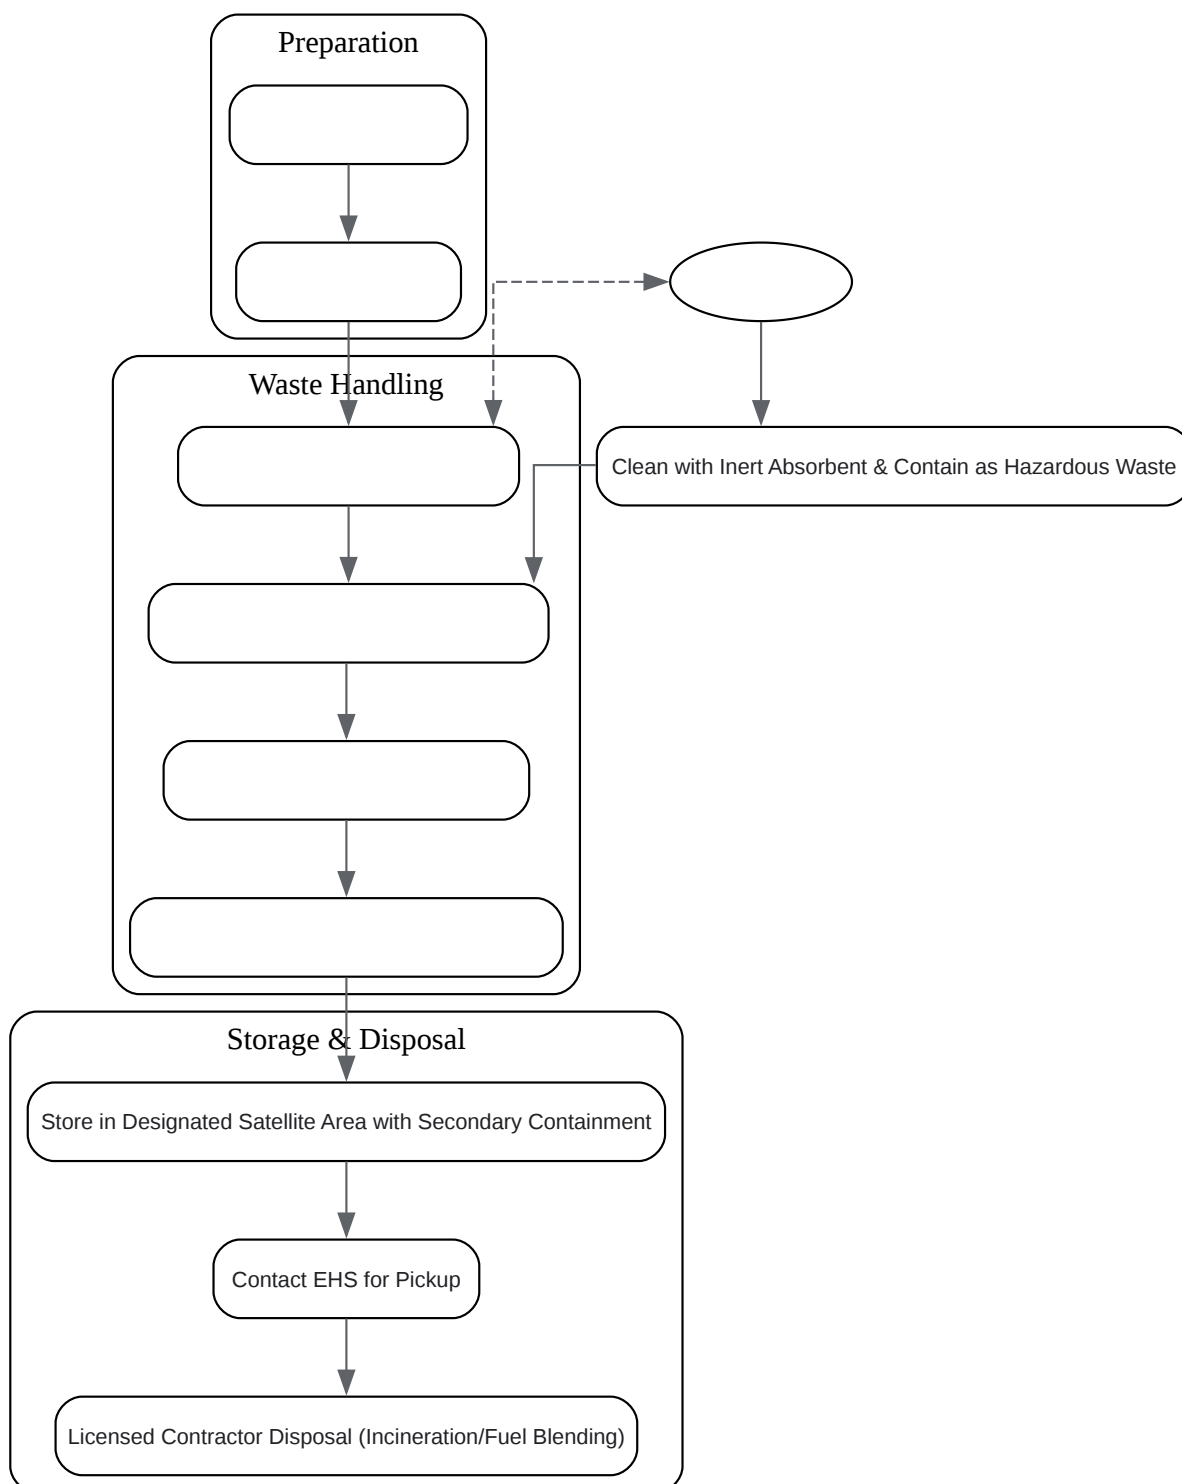 Preparation
Waste Handling
Clean with Inert Absorbent & Contain as Hazardous Waste
Storage & Disposal
Store in Designated Satellite Area with Secondary Containment
Contact EHS for Pickup
Licensed Contractor Disposal (Incineration/Fuel Blending)